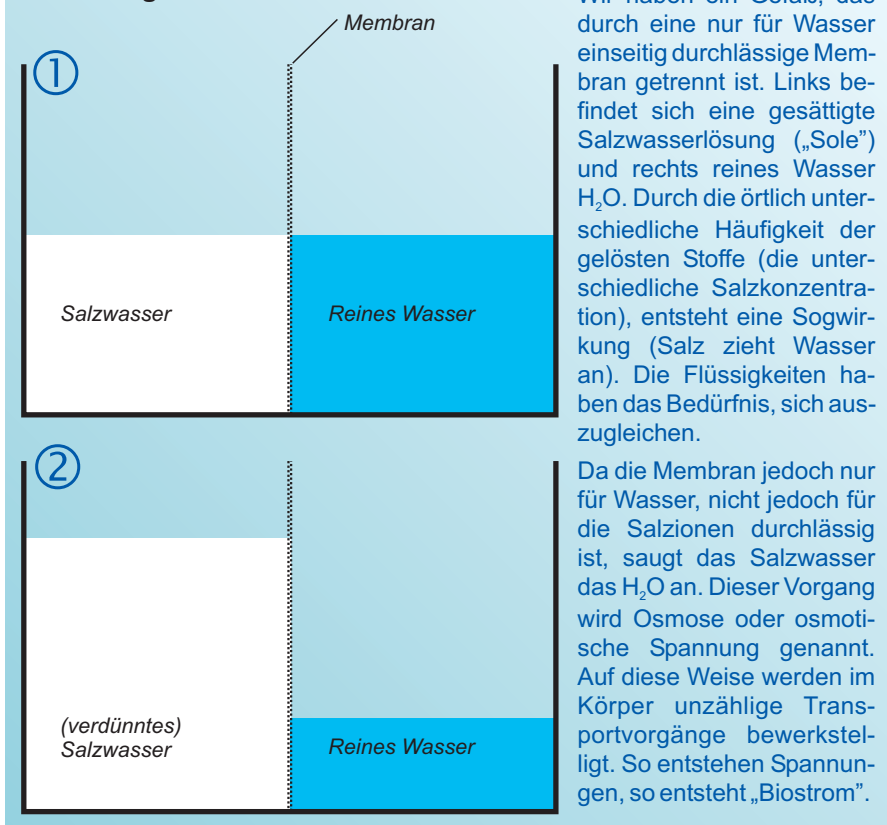 Membran
①
Salzwasser
Reines Wasser
②
(verdünntes)
Salzwasser
Reines Wasser
durch eine nur für Wasser
einseitig durchlässige Mem-
bran getrennt ist. Links be-
findet sich eine gesättigte
Salzwasserlösung („Sole”)
und rechts reines Wasser
H₂O. Durch die örtlich unter-
schiedliche Häufigkeit der
gelösten Stoffe (die unter-
schiedliche Salzkonzentra-
tion), entsteht eine Sogwir-
kung (Salz zieht Wasser
an). Die Flüssigkeiten ha-
ben das Bedürfnis, sich aus-
zugleichen.
Da die Membran jedoch nur
für Wasser, nicht jedoch für
die Salzionen durchlässig
ist, saugt das Salzwasser
das H₂O an. Dieser Vorgang
wird Osmose oder osmoti-
sche Spannung genannt.
Auf diese Weise werden im
Körper unzählige Trans-
portvorgänge bewerkstel-
ligt. So entstehen Spannun-
gen, so entsteht „Biostrom”.